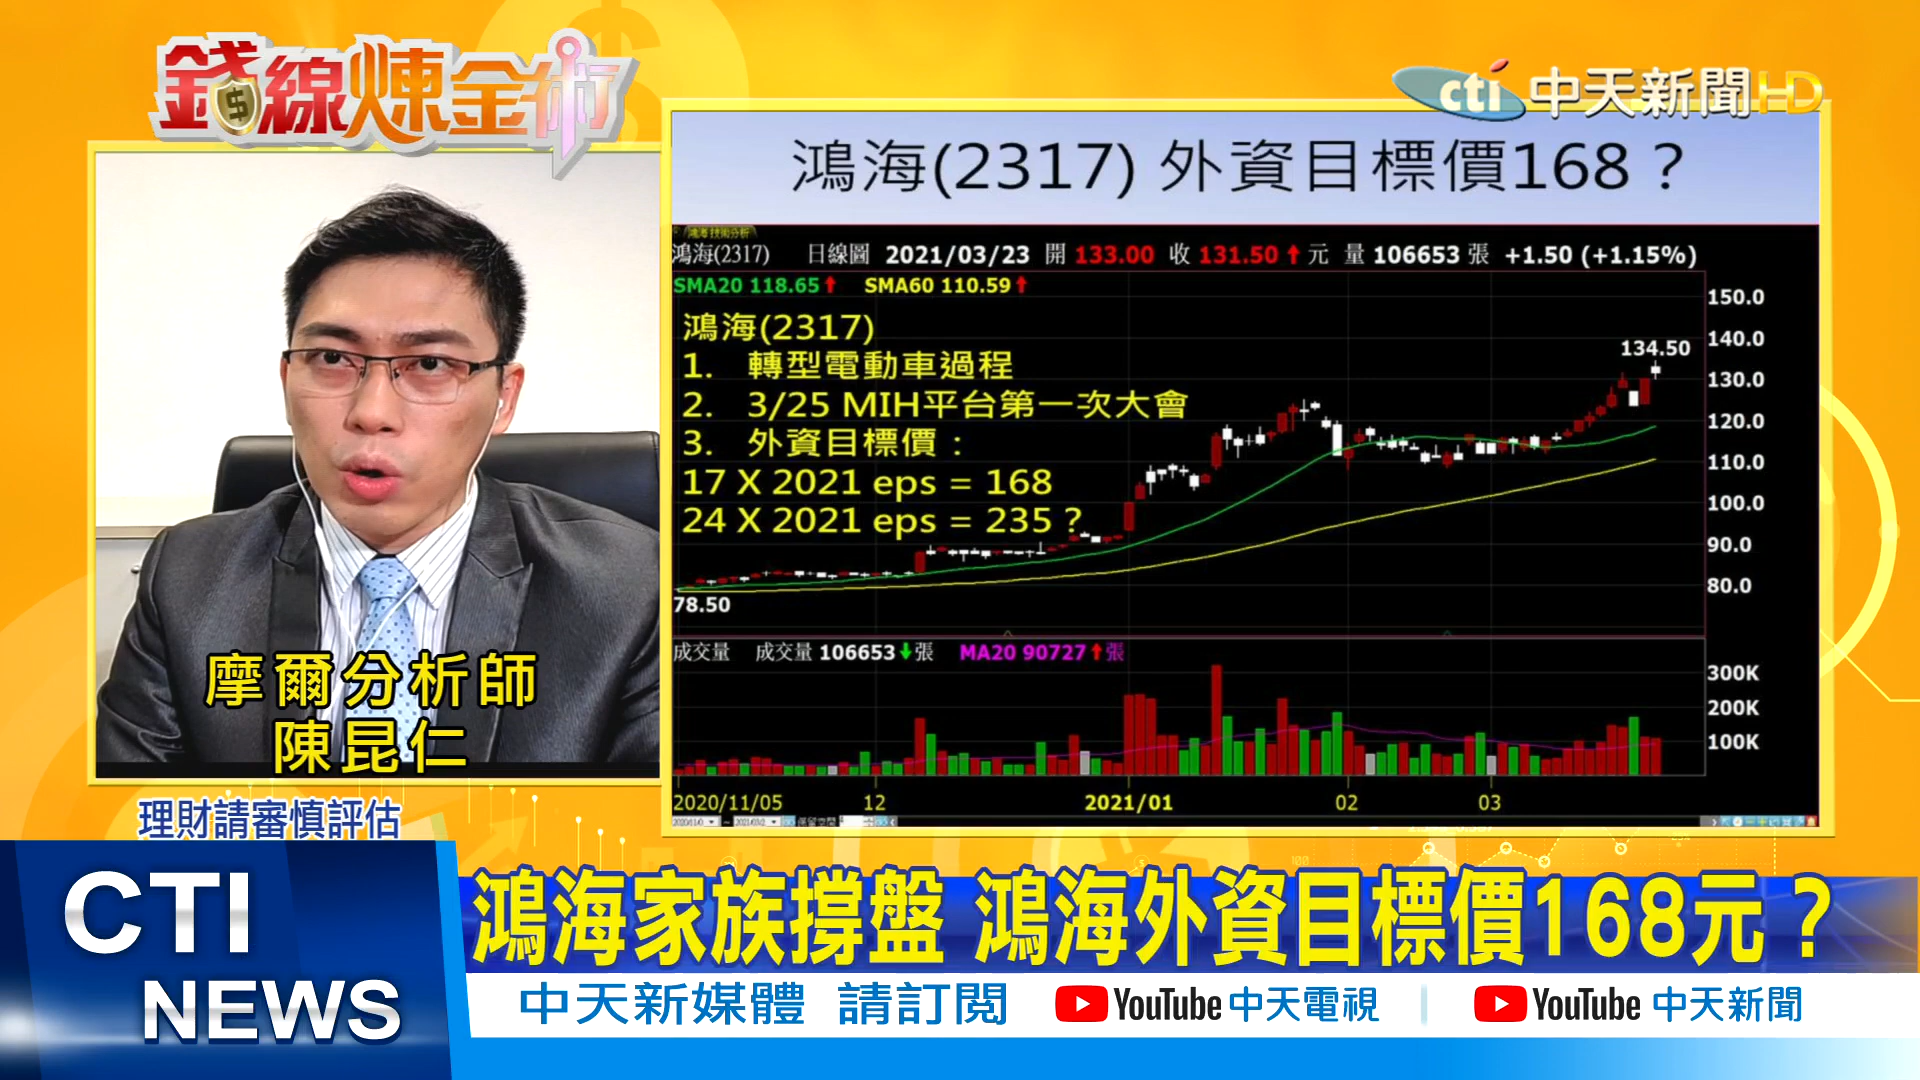 錢線煉金術
cti 中天新聞HD
鴻海(2317) 外資目標價168？
鴻海技術分析
鴻海(2317) 日線圖 2021/03/23 開 133.00 收 131.50↑元 量 106653 張 +1.50 (+1.15%)
SMA20 118.65↑ SMA60 110.59↑
鴻海(2317)
1. 轉型電動車過程
2. 3/25 MIH平台第一次大會
3. 外資目標價：
17 X 2021 eps = 168
24 X 2021 eps = 235？
134.50
78.50
150.0
140.0
130.0
120.0
110.0
100.0
90.0
80.0
成交量 成交量 106653↓張 MA20 90727↑張
300K
200K
100K
2020/11/05 12 2021/01 02 03
摩爾分析師
陳昆仁
理財請審慎評估
CTI
NEWS
鴻海家族撐盤 鴻海外資目標價168元？
中天新媒體 請訂閱 YouTube 中天電視 YouTube 中天新聞